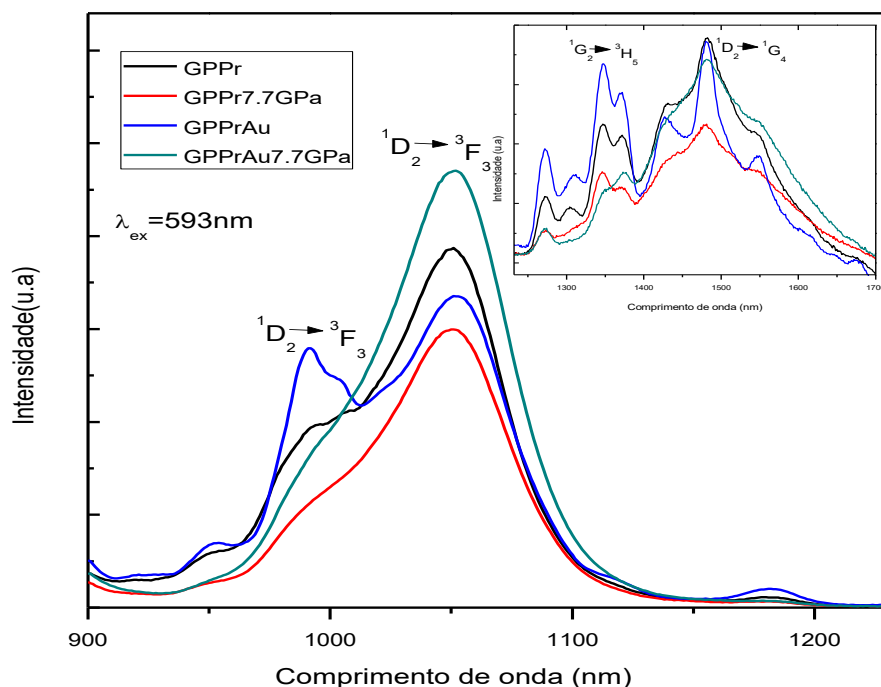 GPPr
GPPr7.7GPa
GPPrAu
GPPrAu7.7GPa
λex=593nm
¹D₂→³F₃
¹D₂→³F₃
Intensidade(u.a)
900 1000 1100 1200
Comprimento de onda (nm)
¹G₂→³H₅ ¹D₂→¹G₄
Intensidade(u.a)
1300 1400 1500 1600 170
Comprimento de onda (nm)